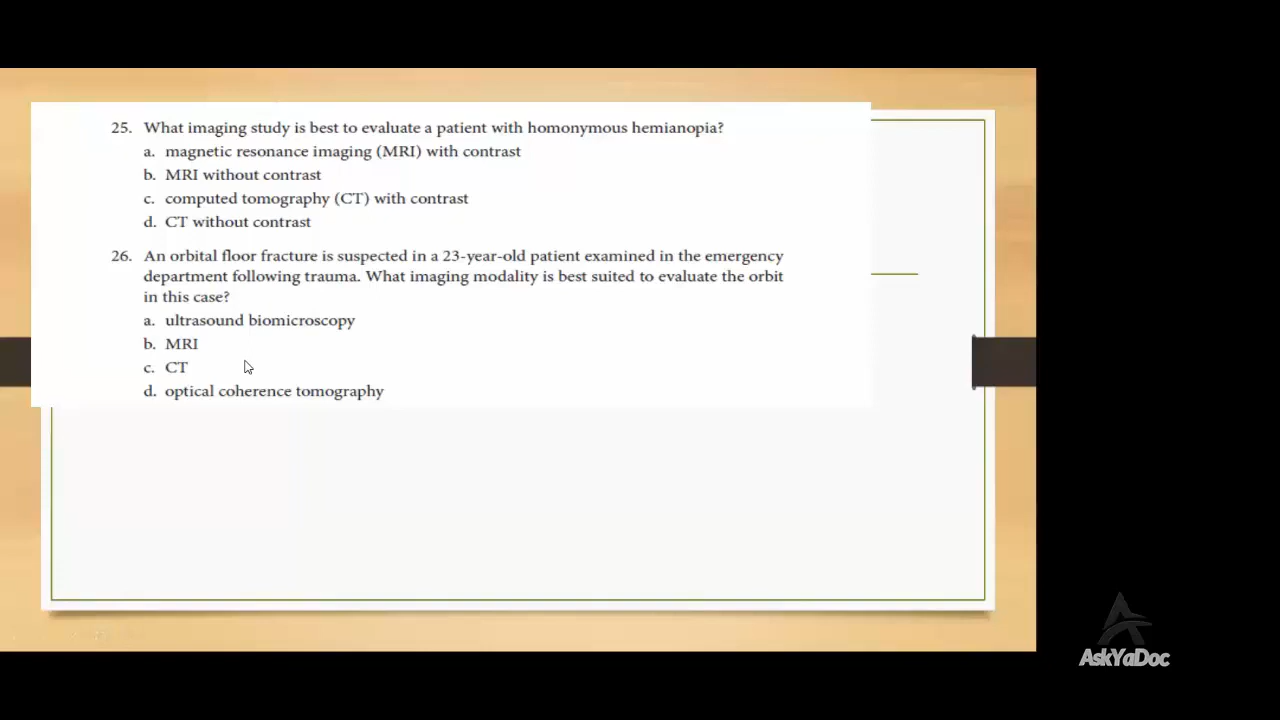 25. What imaging study is best to evaluate a patient with homonymous hemianopia?
a. magnetic resonance imaging (MRI) with contrast
b. MRI without contrast
c. computed tomography (CT) with contrast
d. CT without contrast
26. An orbital floor fracture is suspected in a 23-year-old patient examined in the emergency
department following trauma. What imaging modality is best suited to evaluate the orbit
in this case?
a. ultrasound biomicroscopy
b. MRI
c. CT
d. optical coherence tomography
AskYaDoc